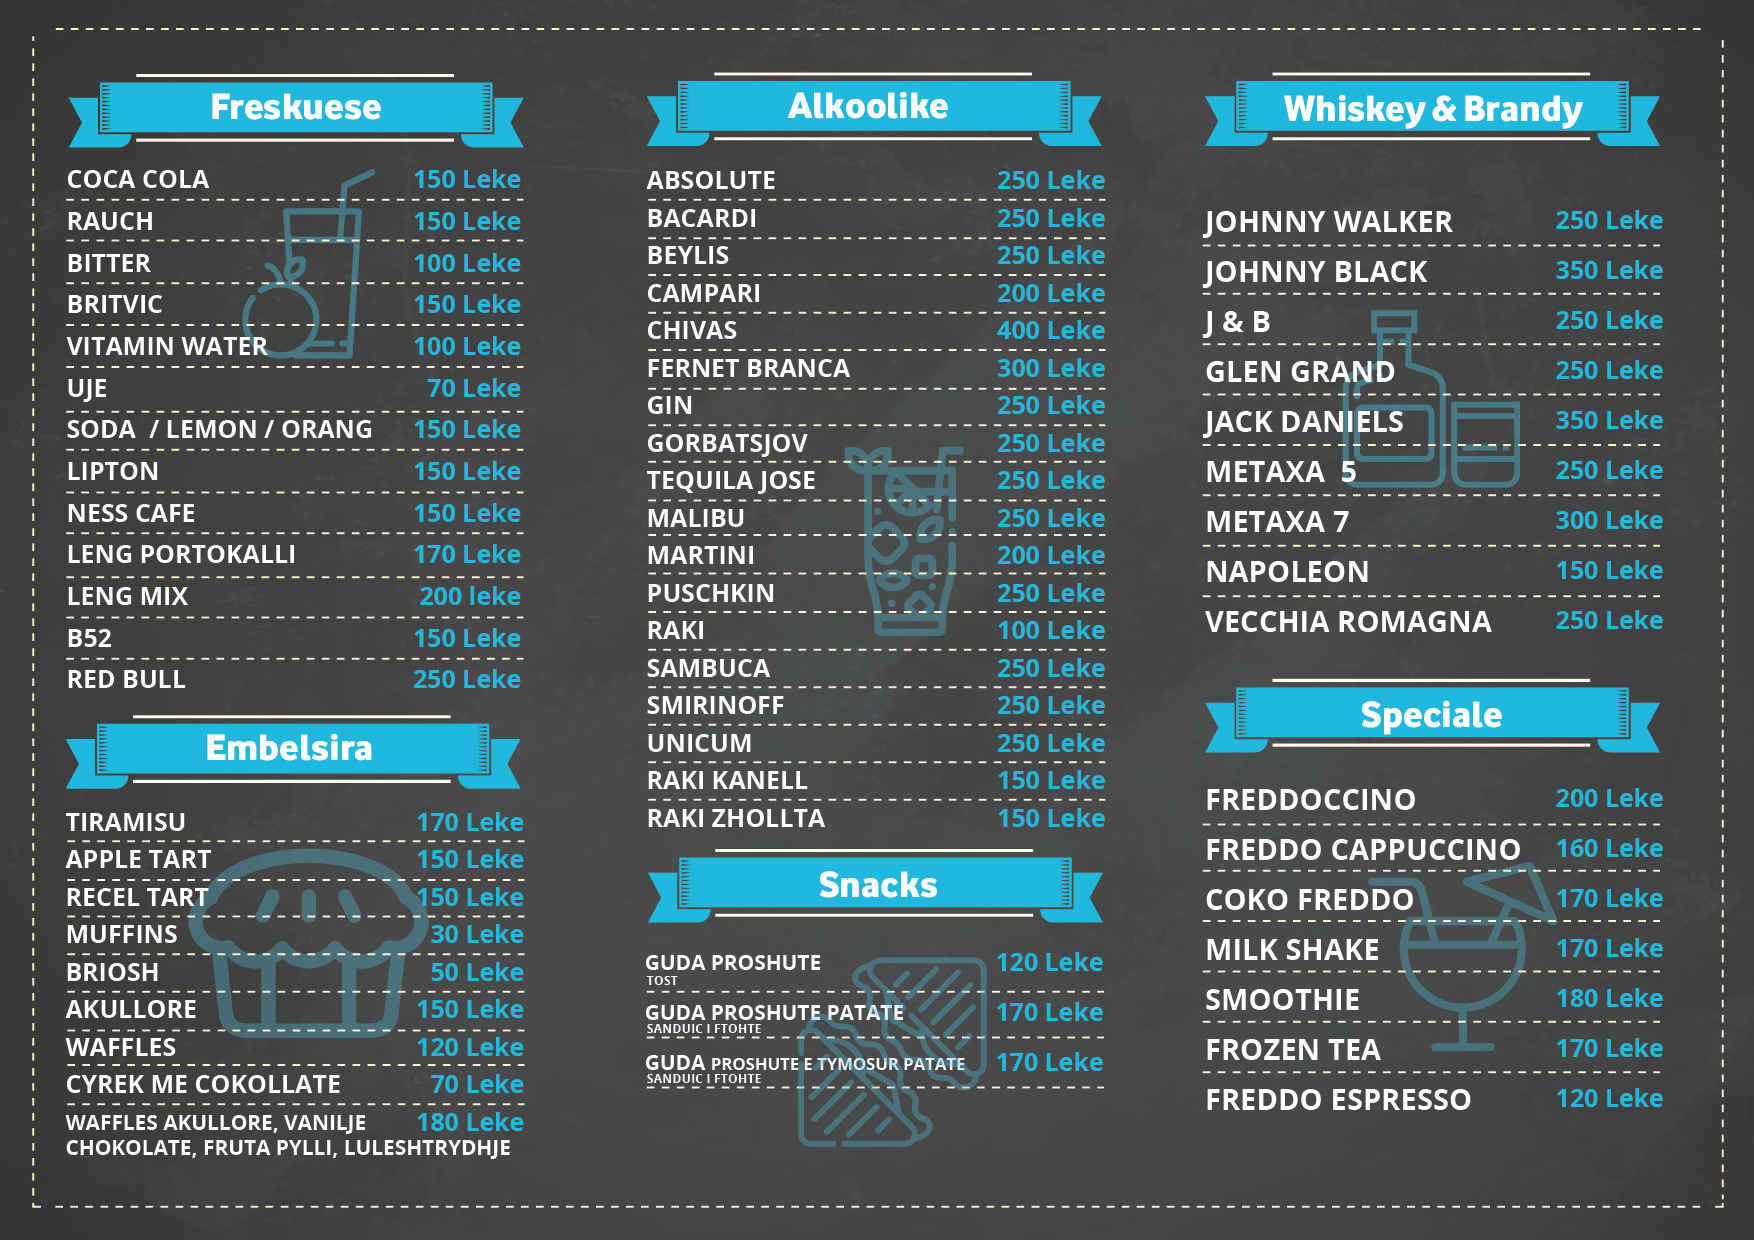 Freskuese
COCA COLA 150 Leke
RAUCH 150 Leke
BITTER 100 Leke
BRITVIC 150 Leke
VITAMIN WATER 100 Leke
UJE 70 Leke
SODA / LEMON / ORANG 150 Leke
LIPTON 150 Leke
NESS CAFE 150 Leke
LENG PORTOKALLI 170 Leke
LENG MIX 200 leke
B52 150 Leke
RED BULL 250 Leke
Embelsira
TIRAMISU 170 Leke
APPLE TART 150 Leke
RECEL TART 150 Leke
MUFFINS 30 Leke
BRIOSH 50 Leke
AKULLORE 150 Leke
WAFFLES 120 Leke
CYREK ME COKOLLATE 70 Leke
WAFFLES AKULLORE, VANILJE 180 Leke
CHOKOLATE, FRUTA PYLLI, LULESHTRYDHJE
Alkoolike
ABSOLUTE 250 Leke
BACARDI 250 Leke
BEYLIS 250 Leke
CAMPARI 200 Leke
CHIVAS 400 Leke
FERNET BRANCA 300 Leke
GIN 250 Leke
GORBATSJOV 250 Leke
TEQUILA JOSE 250 Leke
MALIBU 250 Leke
MARTINI 200 Leke
PUSCHKIN 250 Leke
RAKI 100 Leke
SAMBUCA 250 Leke
SMIRINOFF 250 Leke
UNICUM 250 Leke
RAKI KANELL 150 Leke
RAKI ZHOLLTA 150 Leke
Snacks
GUDA PROSHUTE 120 Leke
TOST
GUDA PROSHUTE PATATE 170 Leke
SANDUIC I FTOHTE
GUDA PROSHUTE E TYMOSUR PATATE 170 Leke
SANDUIC I FTOHTE
Whiskey & Brandy
JOHNNY WALKER 250 Leke
JOHNNY BLACK 350 Leke
J & B 250 Leke
GLEN GRAND 250 Leke
JACK DANIELS 350 Leke
METAXA 5 250 Leke
METAXA 7 300 Leke
NAPOLEON 150 Leke
VECCHIA ROMAGNA 250 Leke
Speciale
FREDDOCCINO 200 Leke
FREDDO CAPPUCCINO 160 Leke
COKO FREDDO 170 Leke
MILK SHAKE 170 Leke
SMOOTHIE 180 Leke
FROZEN TEA 170 Leke
FREDDO ESPRESSO 120 Leke